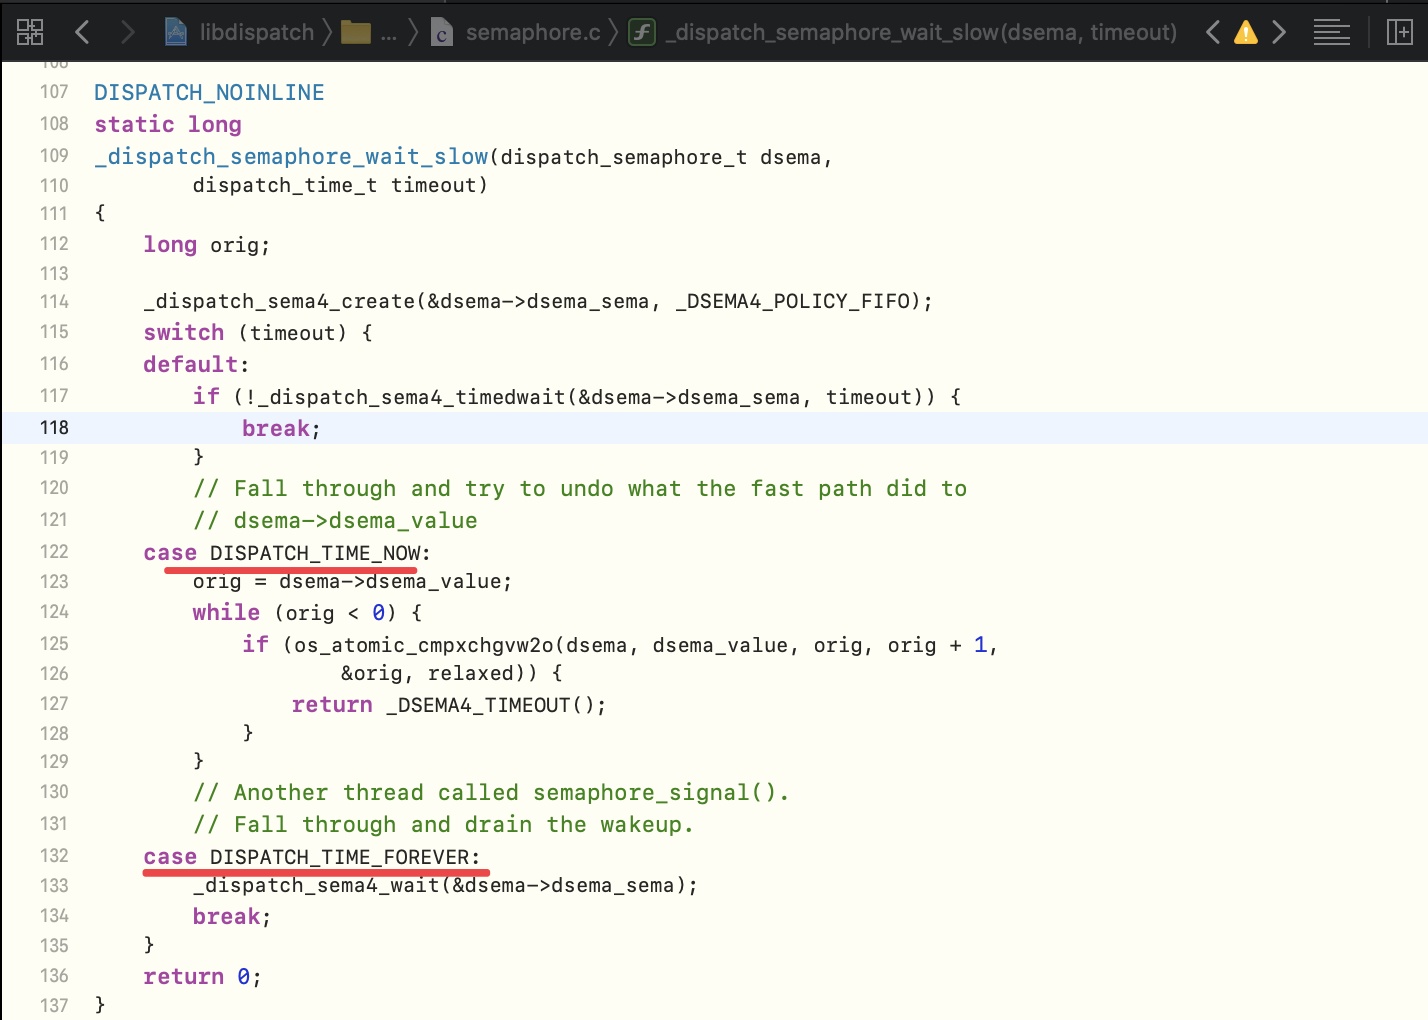 libdispatch ... semaphore.c _dispatch_semaphore_wait_slow(dsema, timeout)
106
107 DISPATCH_NOINLINE
108 static long
109 _dispatch_semaphore_wait_slow(dispatch_semaphore_t dsema,
110 dispatch_time_t timeout)
111 {
112 long orig;
113
114 _dispatch_sema4_create(&dsema->dsema_sema, _DSEMA4_POLICY_FIFO);
115 switch (timeout) {
116 default:
117 if (!_dispatch_sema4_timedwait(&dsema->dsema_sema, timeout)) {
118 break;
119 }
120 // Fall through and try to undo what the fast path did to
121 // dsema->dsema_value
122 case DISPATCH_TIME_NOW:
123 orig = dsema->dsema_value;
124 while (orig < 0) {
125 if (os_atomic_cmpxchgvw2o(dsema, dsema_value, orig, orig + 1,
126 &orig, relaxed)) {
127 return _DSEMA4_TIMEOUT();
128 }
129 }
130 // Another thread called semaphore_signal().
131 // Fall through and drain the wakeup.
132 case DISPATCH_TIME_FOREVER:
133 _dispatch_sema4_wait(&dsema->dsema_sema);
134 break;
135 }
136 return 0;
137 }